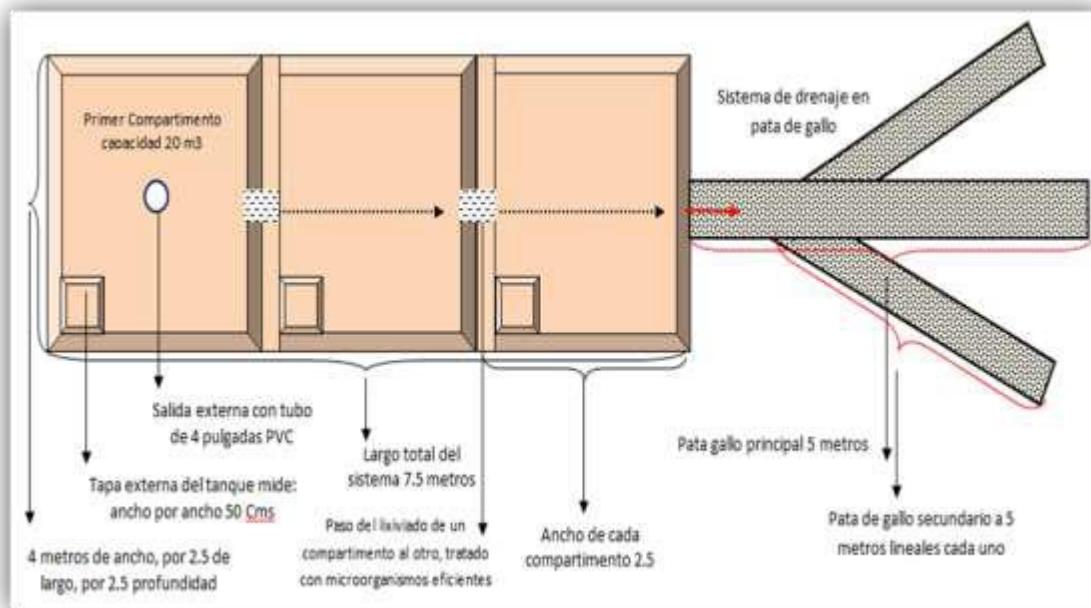 Primer Compartimento
capacidad 20 m3
Sistema de drenaje en
pata de gallo
Salida externa con tubo
de 4 pulgadas PVC
Tapa externa del tanque mide:
ancho por ancho 50 Cms
4 metros de ancho, por 2.5 de
largo, por 2.5 profundidad
Largo total del
sistema 7.5 metros
Paso del lixiviado de un
compartimento al otro, tratado
con microorganismos eficientes
Ancho de cada
compartimento 2.5
Pata gallo principal 5 metros
Pata de gallo secundario a 5
metros lineales cada uno